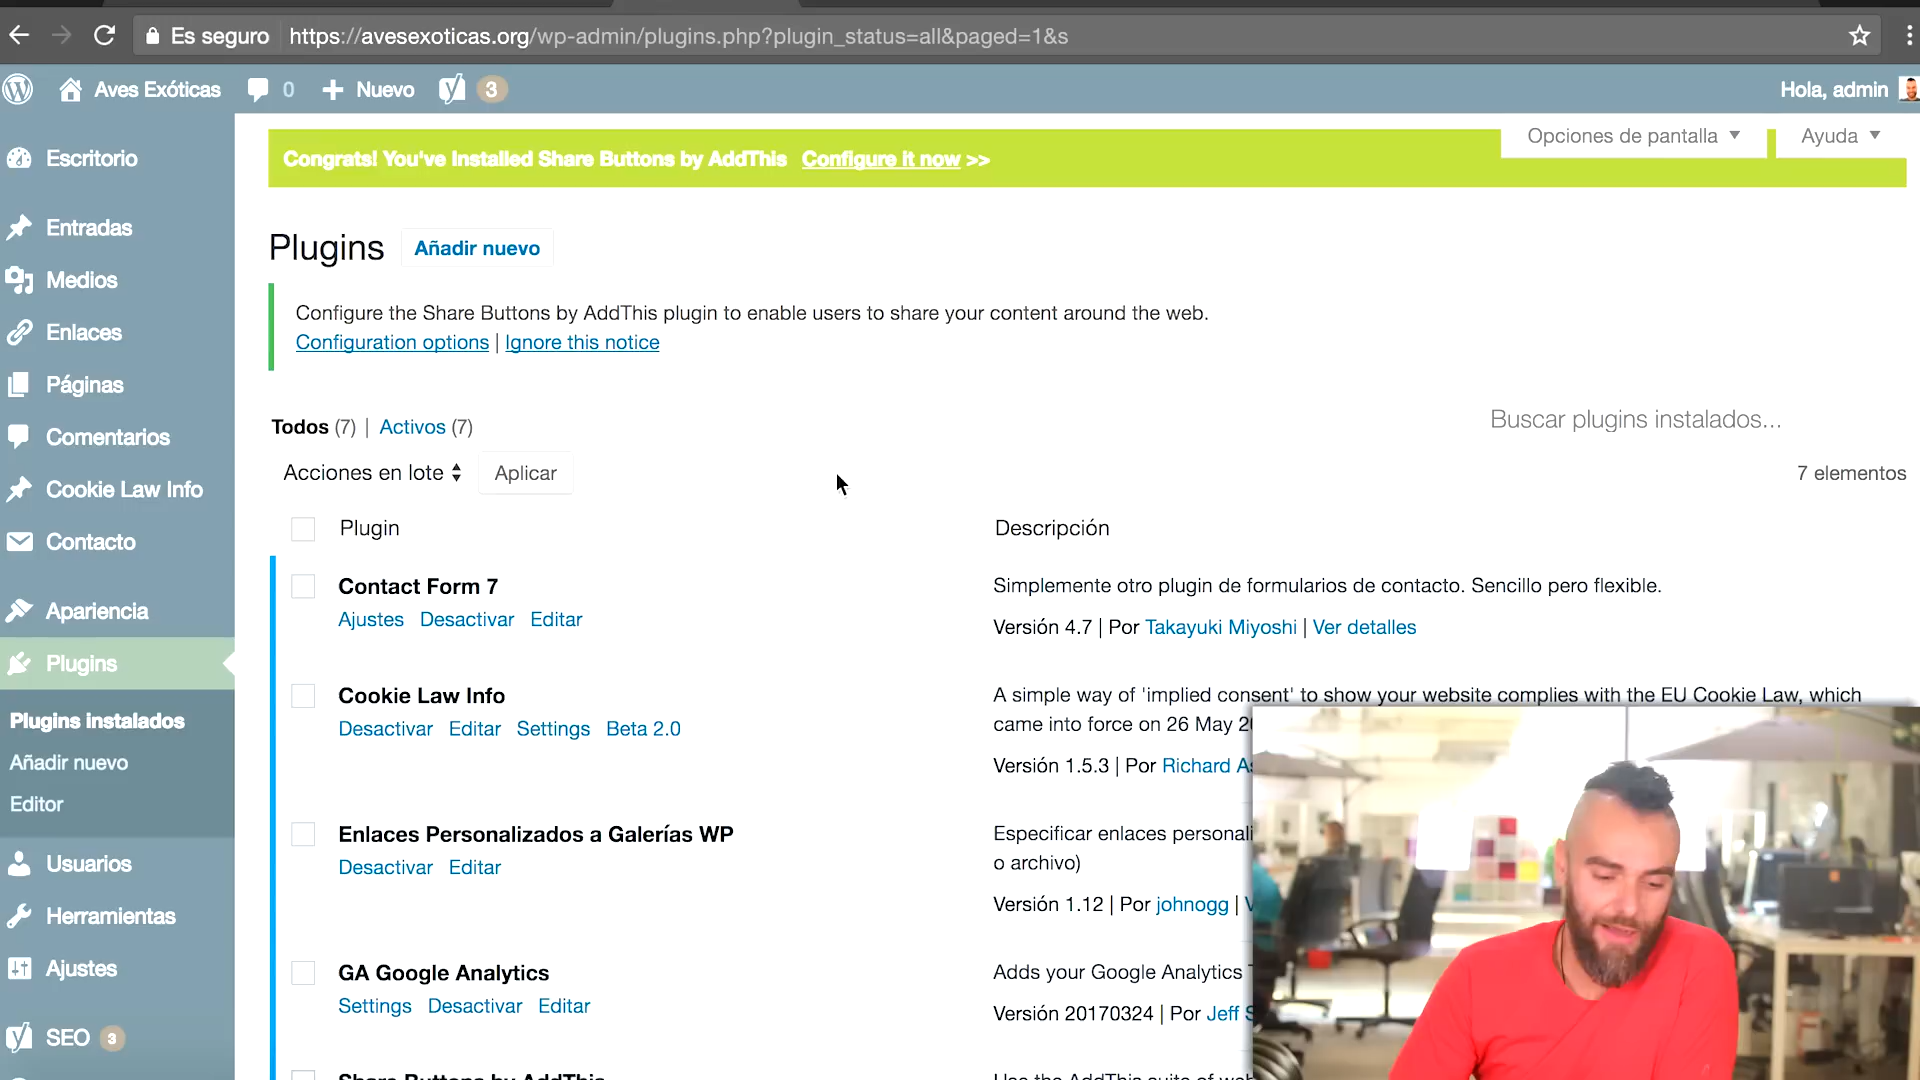 Es seguro https://avesexoticas.org/wp-admin/plugins.php?plugin_status=all&paged=1&s
Aves Exóticas 0 Nuevo 3 Hola, admin
Opciones de pantalla Ayuda
Congrats! You've Installed Share Buttons by AddThis Configure it now >>
Escritorio
Entradas
Medios
Enlaces
Páginas
Comentarios
Cookie Law Info
Contacto
Apariencia
Plugins
Plugins instalados
Añadir nuevo
Editor
Usuarios
Herramientas
Ajustes
SEO 3
Plugins Añadir nuevo
Configure the Share Buttons by AddThis plugin to enable users to share your content around the web.
Configuration options | Ignore this notice
Todos (7) | Activos (7)
Buscar plugins instalados...
Acciones en lote Aplicar
7 elementos
Plugin Descripción
Contact Form 7
Ajustes Desactivar Editar
Simplemente otro plugin de formularios de contacto. Sencillo pero flexible.
Versión 4.7 | Por Takayuki Miyoshi | Ver detalles
Cookie Law Info
Desactivar Editar Settings Beta 2.0
A simple way of 'implied consent' to show your website complies with the EU Cookie Law, which
came into force on 26 May
Versión 1.5.3 | Por Richard
Enlaces Personalizados a Galerías WP
Desactivar Editar
Especificar enlaces
o archivo)
Versión 1.12 | Por johnogg |
GA Google Analytics
Settings Desactivar Editar
Adds your Google Analytics
Versión 20170324 | Por Jeff
Share Buttons by AddThis
Use the AddThis suite of